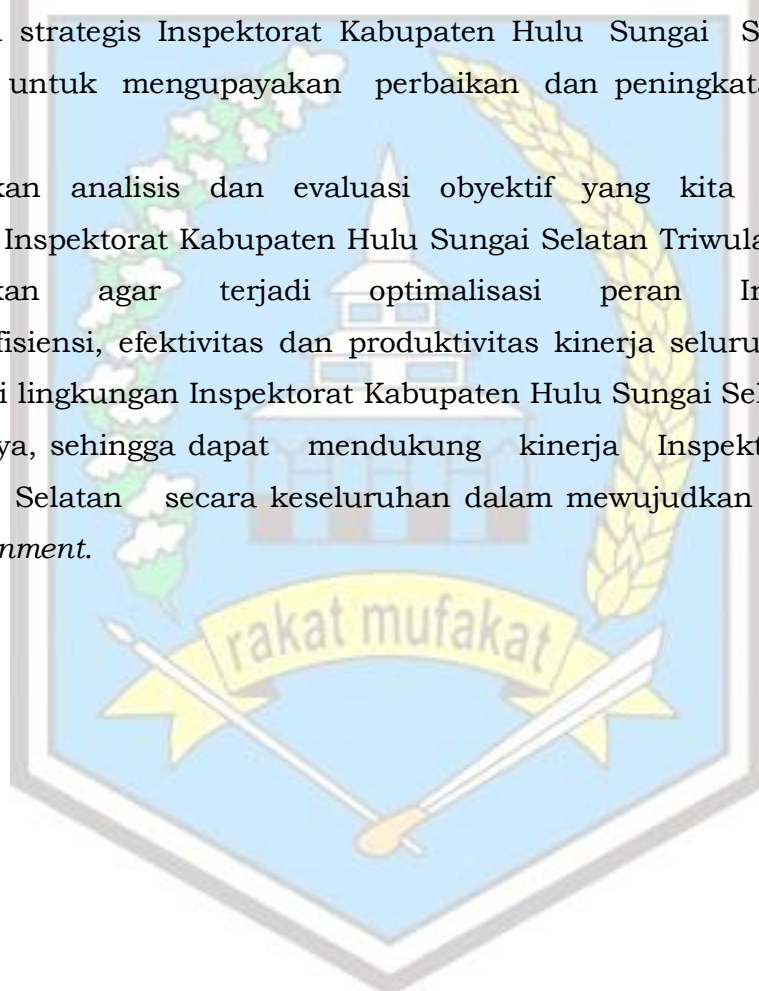 strategis Inspektorat Kabupaten Hulu Sungai S
untuk mengupayakan perbaikan dan peningkata
kan analisis dan evaluasi obyektif yang kita
Inspektorat Kabupaten Hulu Sungai Selatan Triwula
kan agar terjadi optimalisasi peran In
fisiensi, efektivitas dan produktivitas kinerja selur
i lingkungan Inspektorat Kabupaten Hulu Sungai Sel
ya, sehingga dapat mendukung kinerja Inspekt
Selatan secara keseluruhan dalam mewujudkan
nment.
rakat mufakat